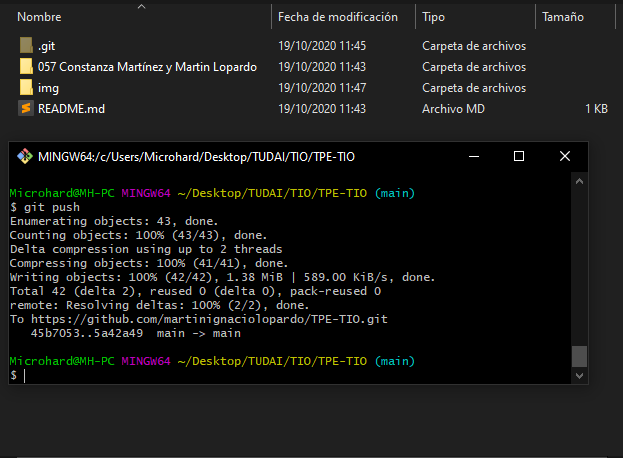 Nombre Fecha de modificación Tipo Tamaño
.git 19/10/2020 11:45 Carpeta de archivos
057 Constanza Martínez y Martin Lopardo 19/10/2020 11:43 Carpeta de archivos
img 19/10/2020 11:47 Carpeta de archivos
README.md 19/10/2020 11:43 Archivo MD 1 KB
MINGW64:/c/Users/Microhard/Desktop/TUDAI/TIO/TPE-TIO
Microhard@MH-PC MINGW64 ~/Desktop/TUDAI/TIO/TPE-TIO (main)
$ git push
Enumerating objects: 43, done.
Counting objects: 100% (43/43), done.
Delta compression using up to 2 threads
Compressing objects: 100% (41/41), done.
Writing objects: 100% (42/42), 1.38 MiB | 589.00 KiB/s, done.
Total 42 (delta 2), reused 0 (delta 0), pack-reused 0
remote: Resolving deltas: 100% (2/2), done.
To https://github.com/martinignaciolopardo/TPE-TIO.git
45b7053..5a42a49 main -> main
Microhard@MH-PC MINGW64 ~/Desktop/TUDAI/TIO/TPE-TIO (main)
$